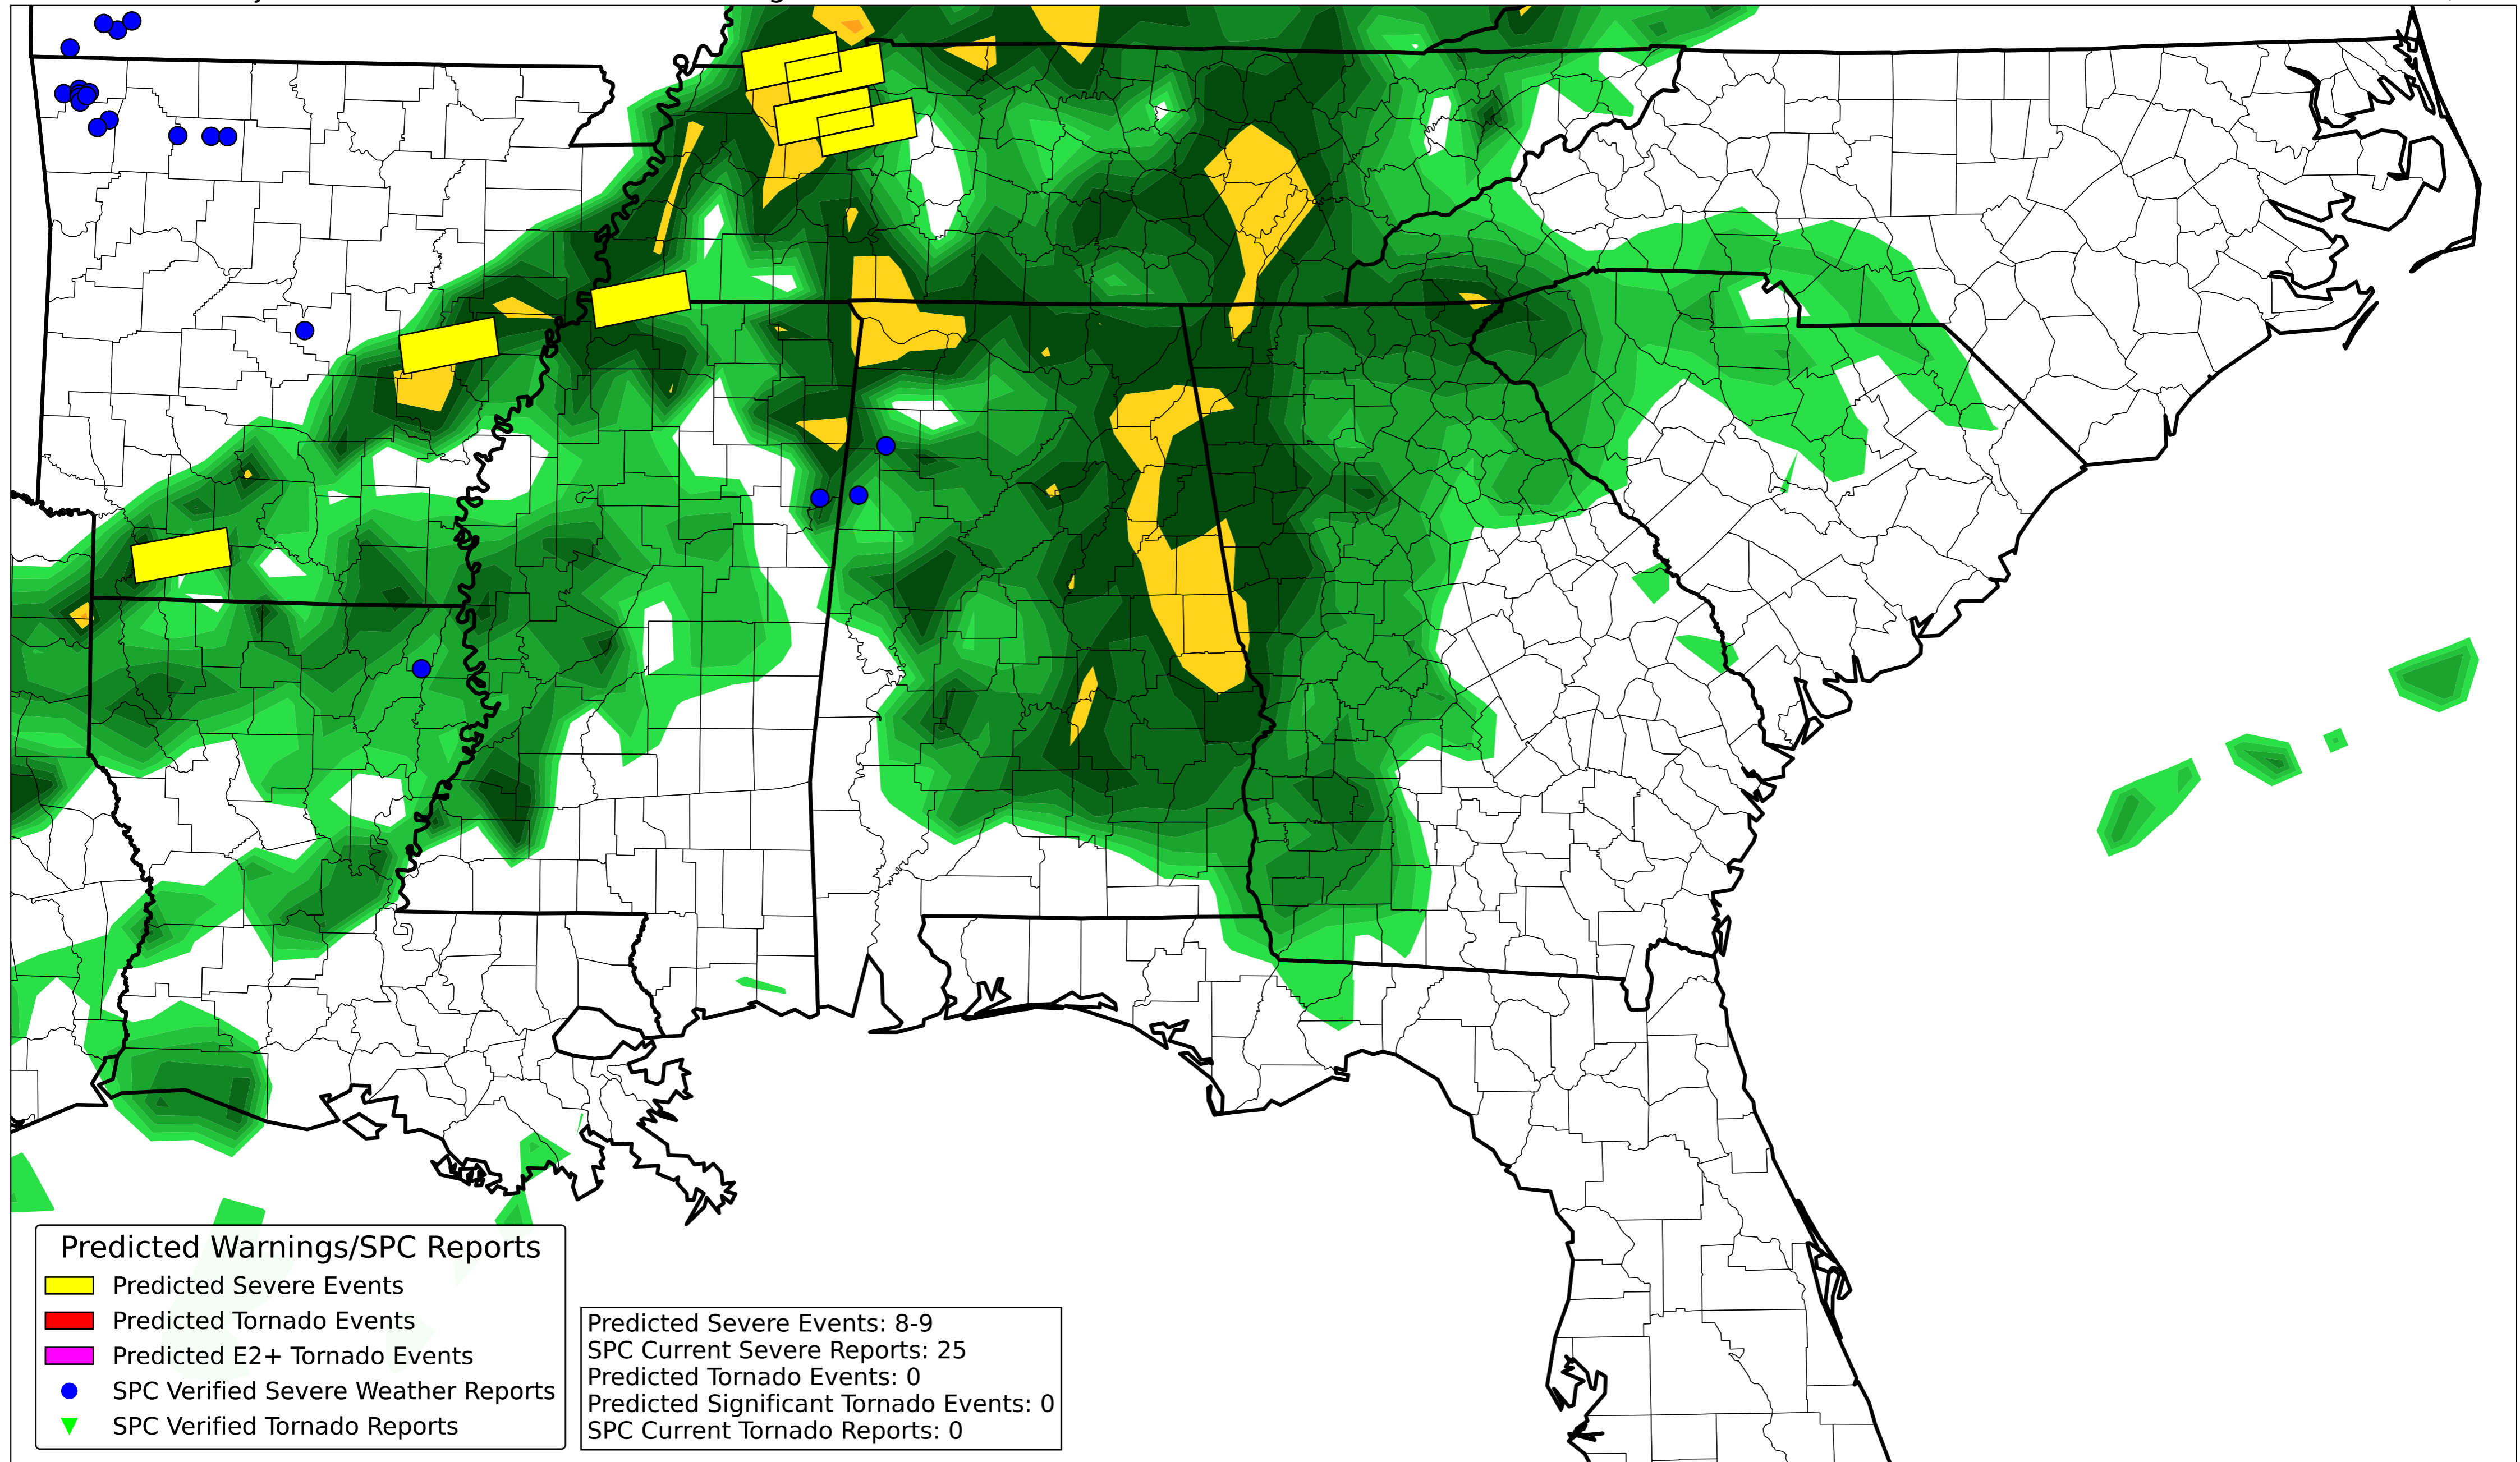 Predicted Warnings/SPC Reports
Predicted Severe Events
Predicted Tornado Events
Predicted E2+ Tornado Events
SPC Verified Severe Weather Reports
SPC Verified Tornado Reports
Predicted Severe Events: 8-9
SPC Current Severe Reports: 25
Predicted Tornado Events: 0
Predicted Significant Tornado Events: 0
SPC Current Tornado Reports: 0